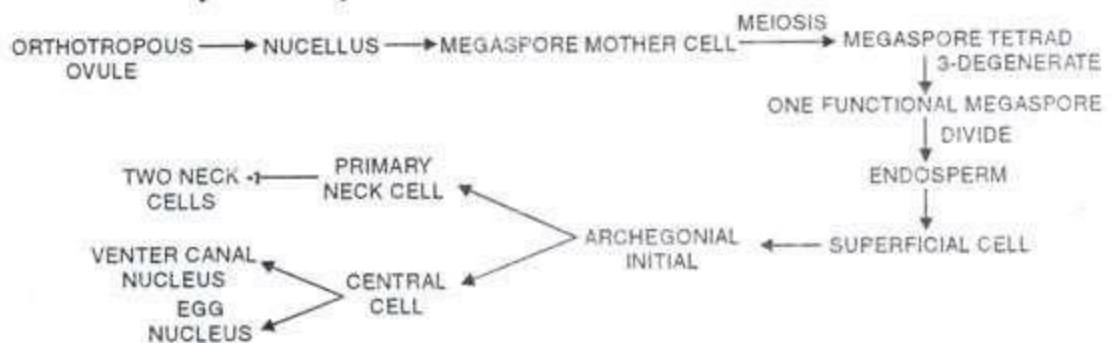 ORTHOTROPOUS
OVULE
NUCELLUS
MEGASPORE MOTHER CELL
MEIOSIS
MEGASPORE TETRAD
3-DEGENERATE
ONE FUNCTIONAL MEGASPORE
DIVIDE
ENDOSPERM
SUPERFICIAL CELL
ARCHEGONIAL
INITIAL
PRIMARY
NECK CELL
TWO NECK
CELLS
CENTRAL
CELL
VENTER CANAL
NUCLEUS
EGG
NUCLEUS